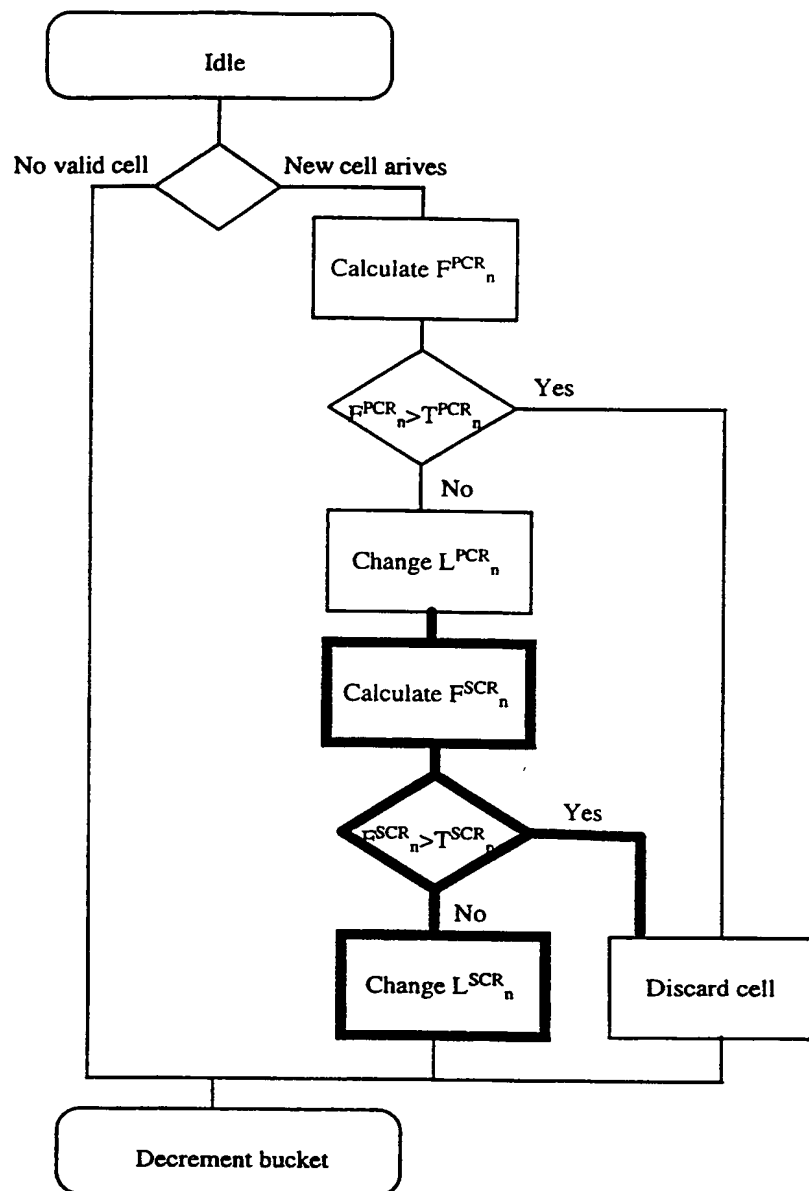 Idle
No valid cell
New cell arives
Calculate F^PCR_n
F^PCR_n>T^PCR_n
Yes
No
Change L^PCR_n
Calculate F^SCR_n
F^SCR_n>T^SCR_n
Yes
No
Change L^SCR_n
Discard cell
Decrement bucket